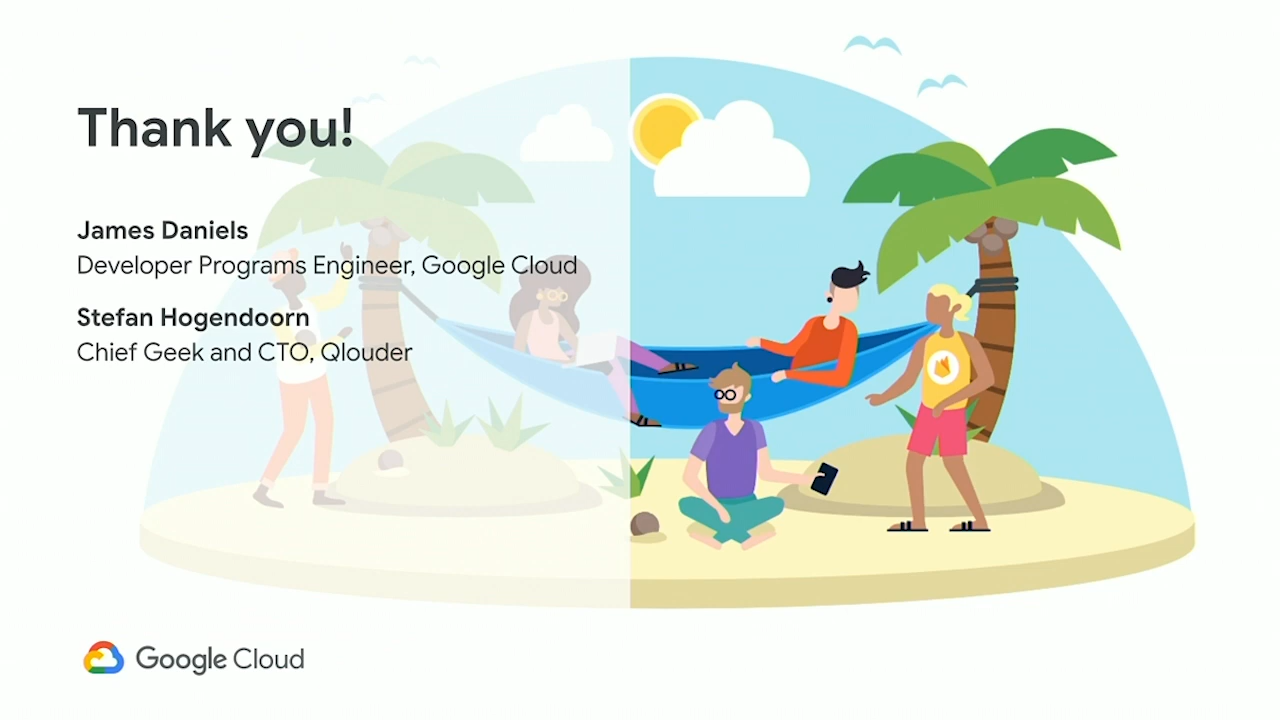 Thank you!
James Daniels
Developer Programs Engineer, Google Cloud
Stefan Hogendoorn
Chief Geek and CTO, Qlouder
Google Cloud